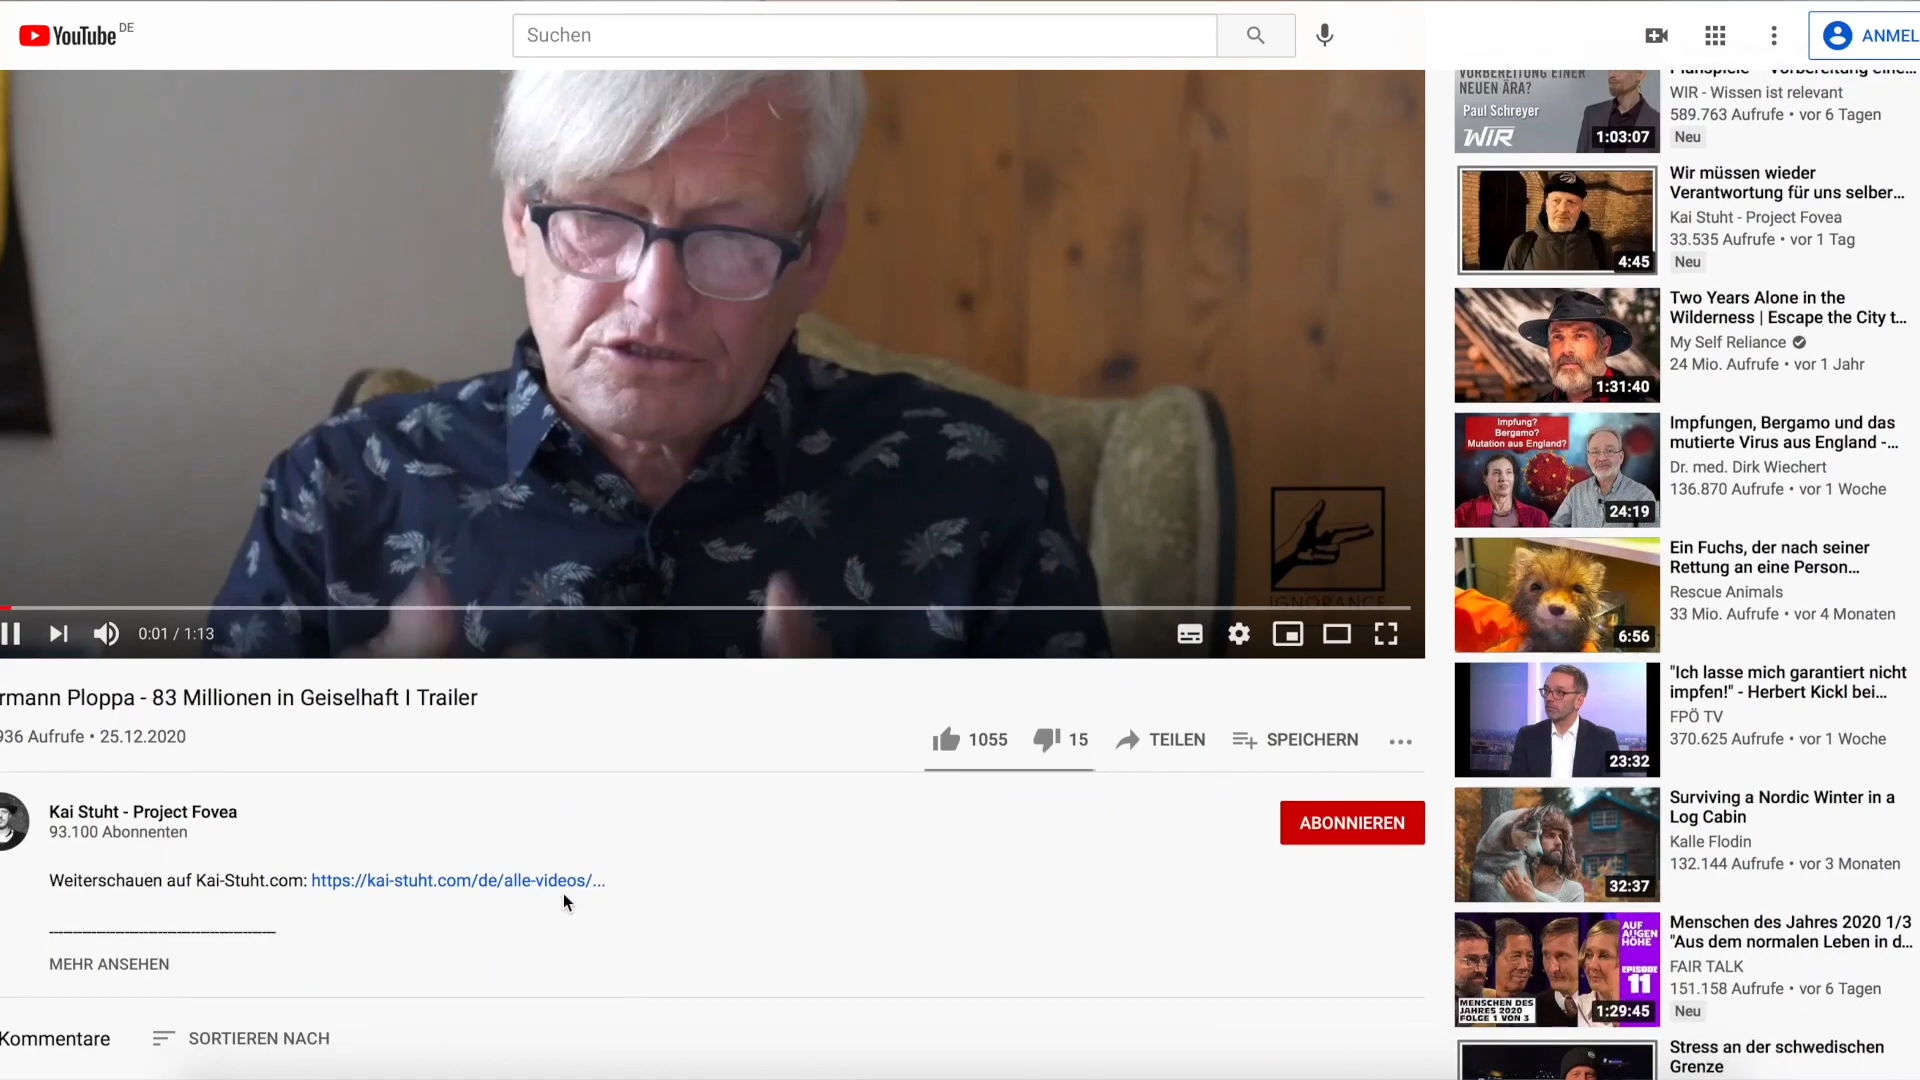 YouTube DE
Suchen
ANMEL
IGNORANCE
0:01 / 1:13
rmann Ploppa - 83 Millionen in Geiselhaft I Trailer
936 Aufrufe • 25.12.2020
1055
15
TEILEN
SPEICHERN
Kai Stuht - Project Fovea
93.100 Abonnenten
ABONNIEREN
Weiterschauen auf Kai-Stuht.com: https://kai-stuht.com/de/alle-videos/...
MEHR ANSEHEN
Kommentare
SORTIEREN NACH
VORBEREITUNG EINER
NEUEN ÄRA?
Paul Schreyer
WIR
1:03:07
Planspiele – Vorbereitung eine...
WIR - Wissen ist relevant
589.763 Aufrufe • vor 6 Tagen
Neu
4:45
Wir müssen wieder
Verantwortung für uns selber...
Kai Stuht - Project Fovea
33.535 Aufrufe • vor 1 Tag
Neu
1:31:40
Two Years Alone in the
Wilderness | Escape the City t...
My Self Reliance
24 Mio. Aufrufe • vor 1 Jahr
Impfung?
Bergamo?
Mutation aus England?
24:19
Impfungen, Bergamo und das
mutierte Virus aus England -...
Dr. med. Dirk Wiechert
136.870 Aufrufe • vor 1 Woche
6:56
Ein Fuchs, der nach seiner
Rettung an eine Person...
Rescue Animals
33 Mio. Aufrufe • vor 4 Monaten
23:32
"Ich lasse mich garantiert nicht
impfen!" - Herbert Kickl bei...
FPÖ TV
370.625 Aufrufe • vor 1 Woche
32:37
Surviving a Nordic Winter in a
Log Cabin
Kalle Flodin
132.144 Aufrufe • vor 3 Monaten
AUF
AUGEN
HÖHE
EPISODE
11
MENSCHEN DES
JAHRES 2020
FOLGE 1 VON 3
1:29:45
Menschen des Jahres 2020 1/3
"Aus dem normalen Leben in d...
FAIR TALK
151.158 Aufrufe • vor 6 Tagen
Neu
Stress an der schwedischen
Grenze